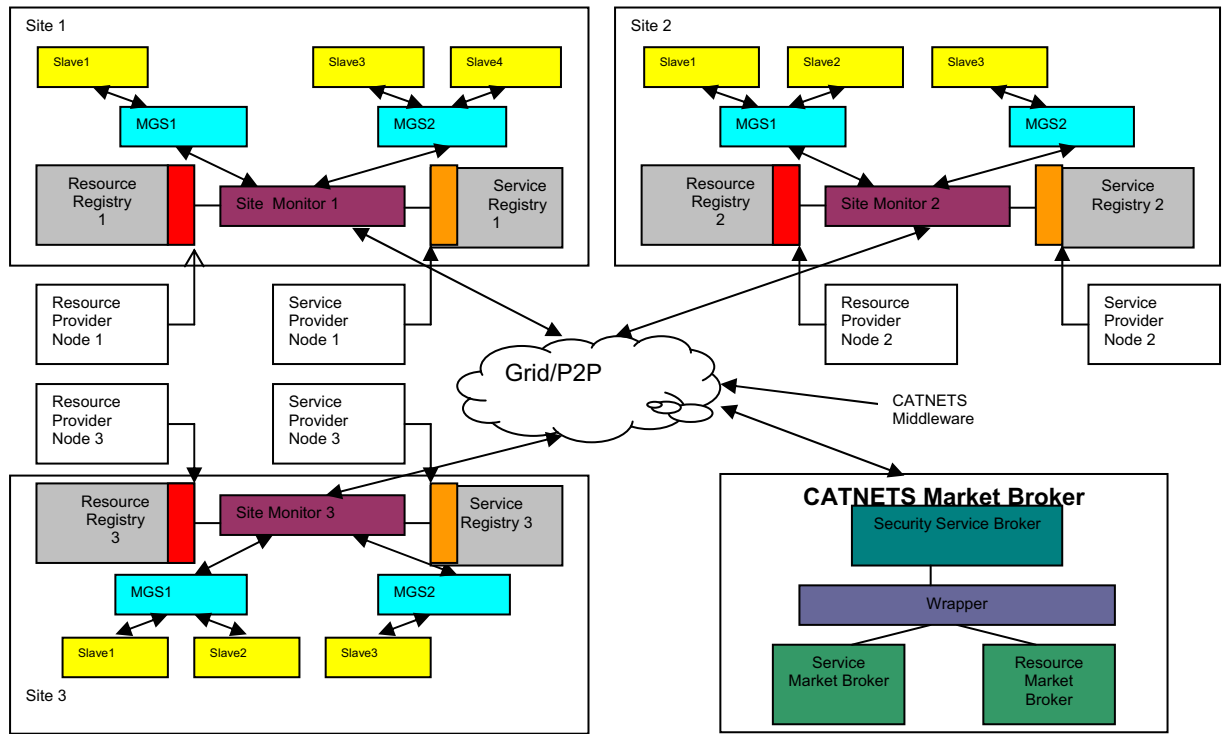 Site 1
Slave1
Slave3
Slave4
MGS1
MGS2
Resource
Registry
1
Site Monitor 1
Service
Registry
1
Site 2
Slave1
Slave2
Slave3
MGS1
MGS2
Resource
Registry
2
Site Monitor 2
Service
Registry 2
Resource
Provider
Node 1
Service
Provider
Node 1
Resource
Provider
Node 2
Service
Provider
Node 2
Grid/P2P
Resource
Provider
Node 3
Service
Provider
Node 3
CATNETS
Middleware
Resource
Registry
3
Site Monitor 3
Service
Registry 3
MGS1
MGS2
Slave1
Slave2
Slave3
Site 3
CATNETS Market Broker
Security Service Broker
Wrapper
Service
Market Broker
Resource
Market
Broker